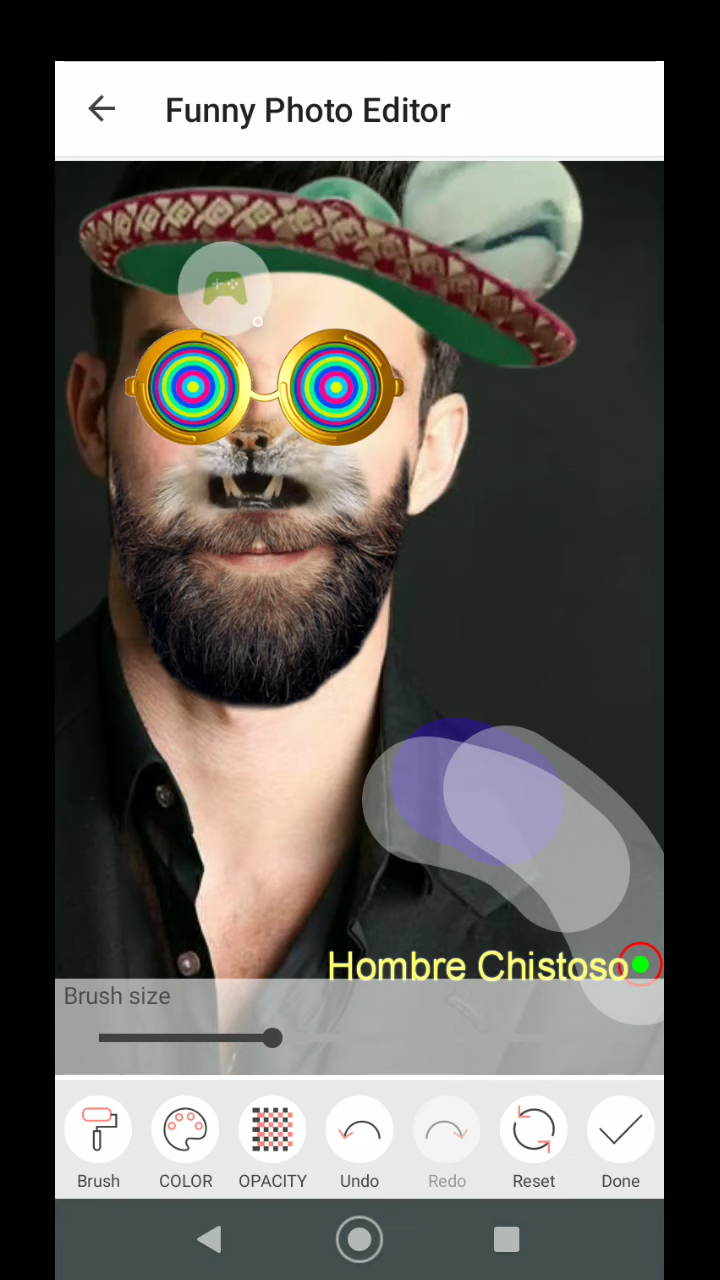 Funny Photo Editor
Hombre Chistoso
Brush size
Brush
COLOR
OPACITY
Undo
Redo
Reset
Done